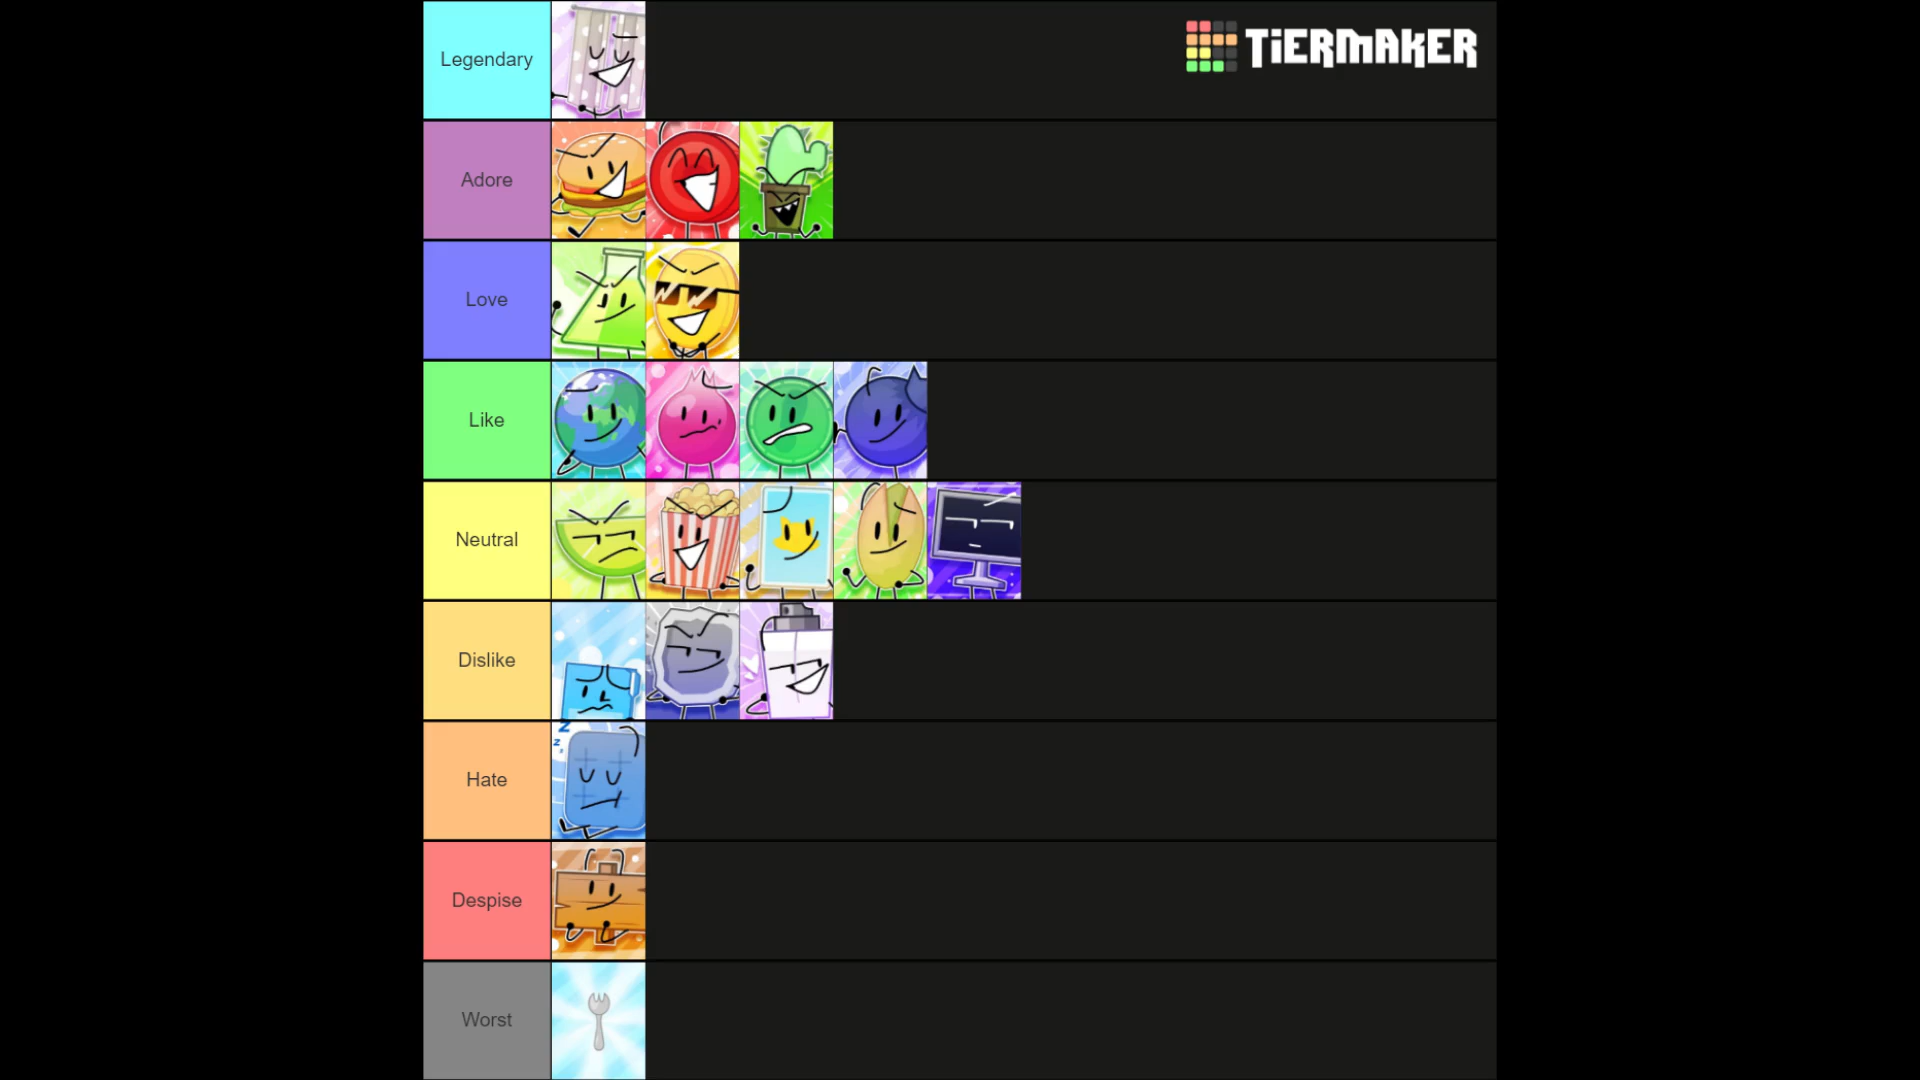 Legendary
TiERMAKER
Adore
Love
Like
Neutral
Dislike
Z
z
Hate
Despise
Worst